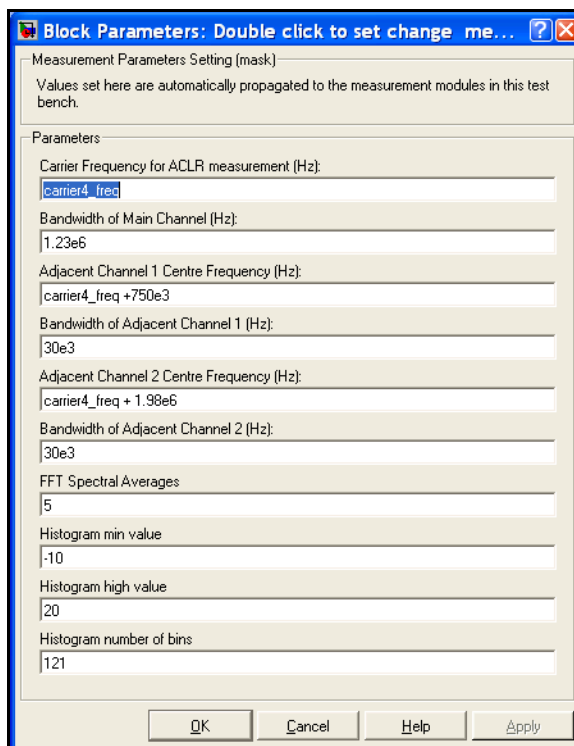 Block Parameters: Double click to set change me...
Measurement Parameters Setting (mask)
Values set here are automatically propagated to the measurement modules in this test
bench.
Parameters
Carrier Frequency for ACLR measurement (Hz):
carrier4_freq
Bandwidth of Main Channel (Hz):
1.23e6
Adjacent Channel 1 Centre Frequency (Hz):
carrier4_freq +750e3
Bandwidth of Adjacent Channel 1 (Hz):
30e3
Adjacent Channel 2 Centre Frequency (Hz):
carrier4_freq + 1.98e6
Bandwidth of Adjacent Channel 2 (Hz):
30e3
FFT Spectral Averages
5
Histogram min value
-10
Histogram high value
20
Histogram number of bins
121
OK Cancel Help Apply